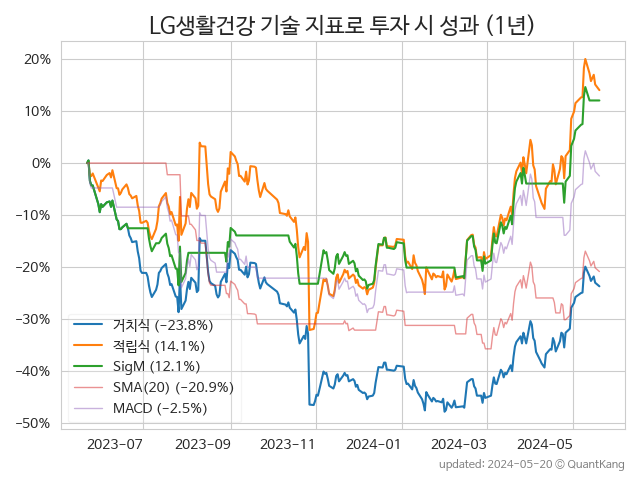 LG생활건강 기술 지표로 투자 시 성과 (1년)
20%
10%
0%
−10%
−20%
−30%
−40%
−50%
거치식 (−23.8%)
적립식 (14.1%)
SigM (12.1%)
SMA(20) (−20.9%)
MACD (−2.5%)
2023−07 2023−09 2023−11 2024−01 2024−03 2024−05
updated: 2024-05-20 © QuantKang